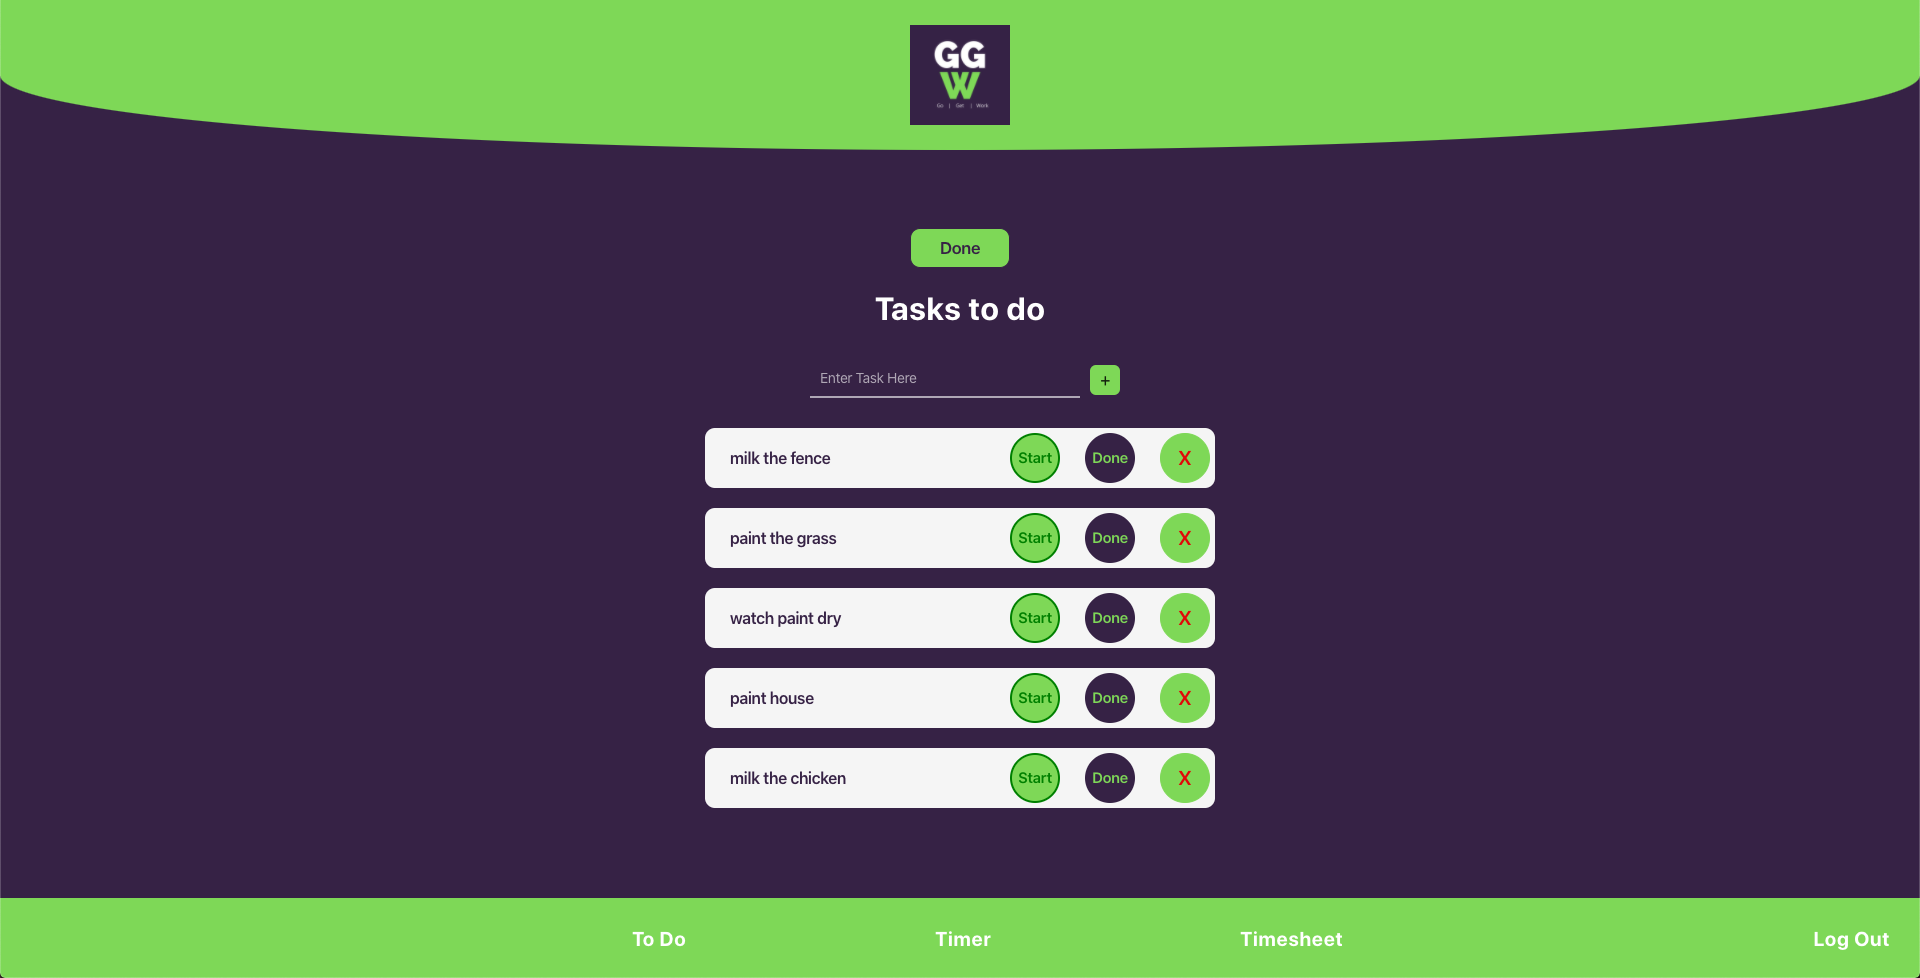 GG
W
Go | Get | Work
Done
Tasks to do
Enter Task Here +
milk the fence Start Done X
paint the grass Start Done X
watch paint dry Start Done X
paint house Start Done X
milk the chicken Start Done X
To Do Timer Timesheet Log Out